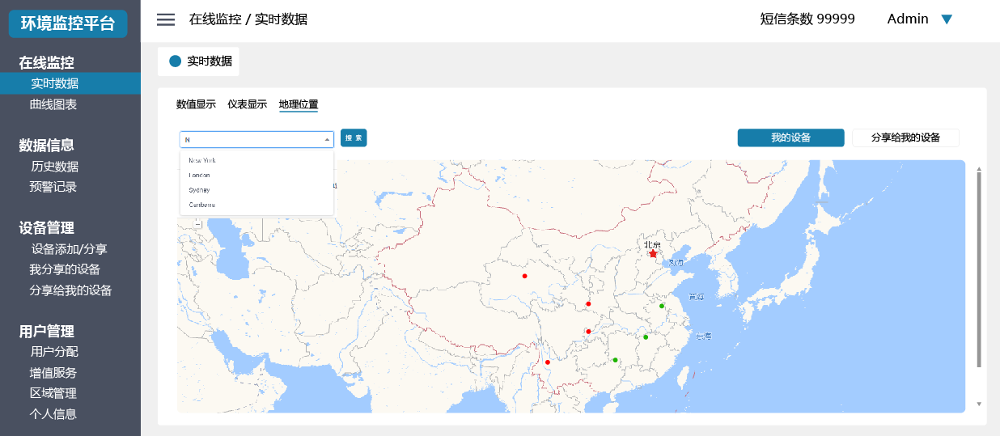 环境监控平台
在线监控 / 实时数据
短信条数 99999
Admin
在线监控
实时数据
曲线图表
数据信息
历史数据
预警记录
设备管理
设备添加/分享
我分享的设备
分享给我的设备
用户管理
用户分配
增值服务
区域管理
个人信息
实时数据
数值显示 仪表显示 地理位置
N
搜 索
我的设备
分享给我的设备
New York
London
Sydney
Canberra
北京
渤海
黄海
东海